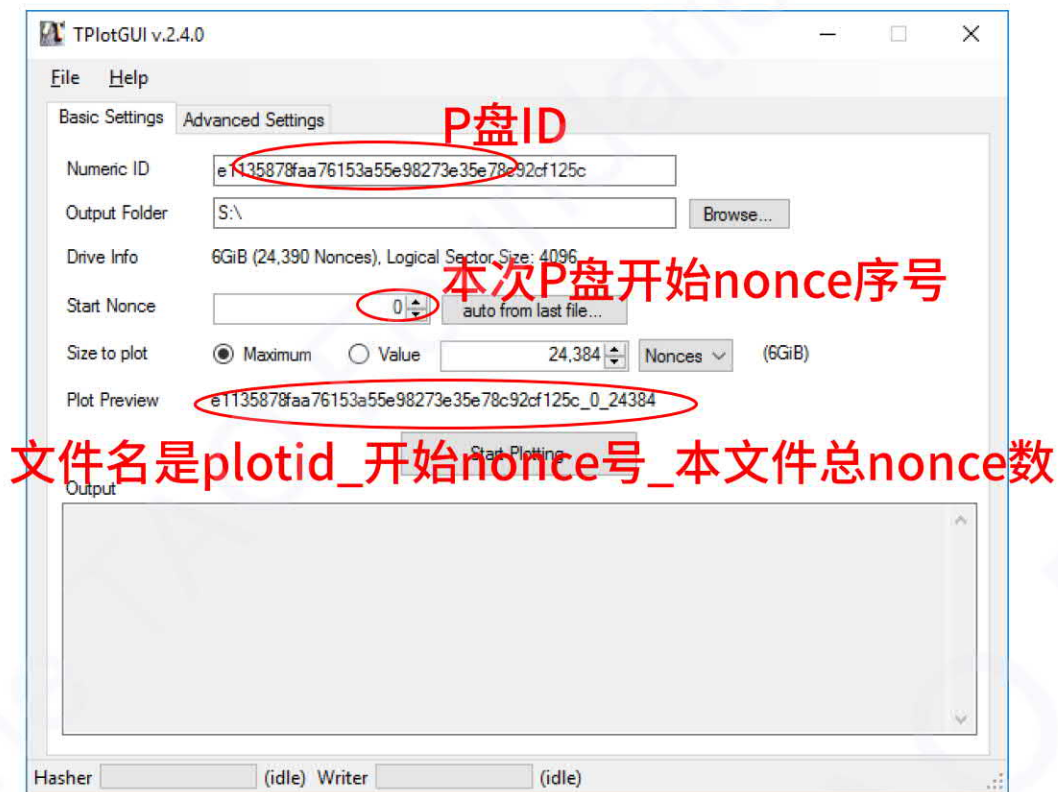 TPlotGUI v.2.4.0
File Help
Basic Settings Advanced Settings
P盘ID
Numeric ID e1135878faa76153a55e98273e35e78c92cf125c
Output Folder S:\ Browse...
Drive Info 6GiB (24,390 Nonces), Logical Sector Size: 4096
本次P盘开始nonce序号
Start Nonce 0 auto from last file...
Size to plot Maximum Value 24,384 Nonces (6GiB)
Plot Preview e1135878faa76153a55e98273e35e78c92cf125c_0_24384
Start Plotting
文件名是plotid_开始nonce号_本文件总nonce数
Output
Hasher (idle) Writer (idle)